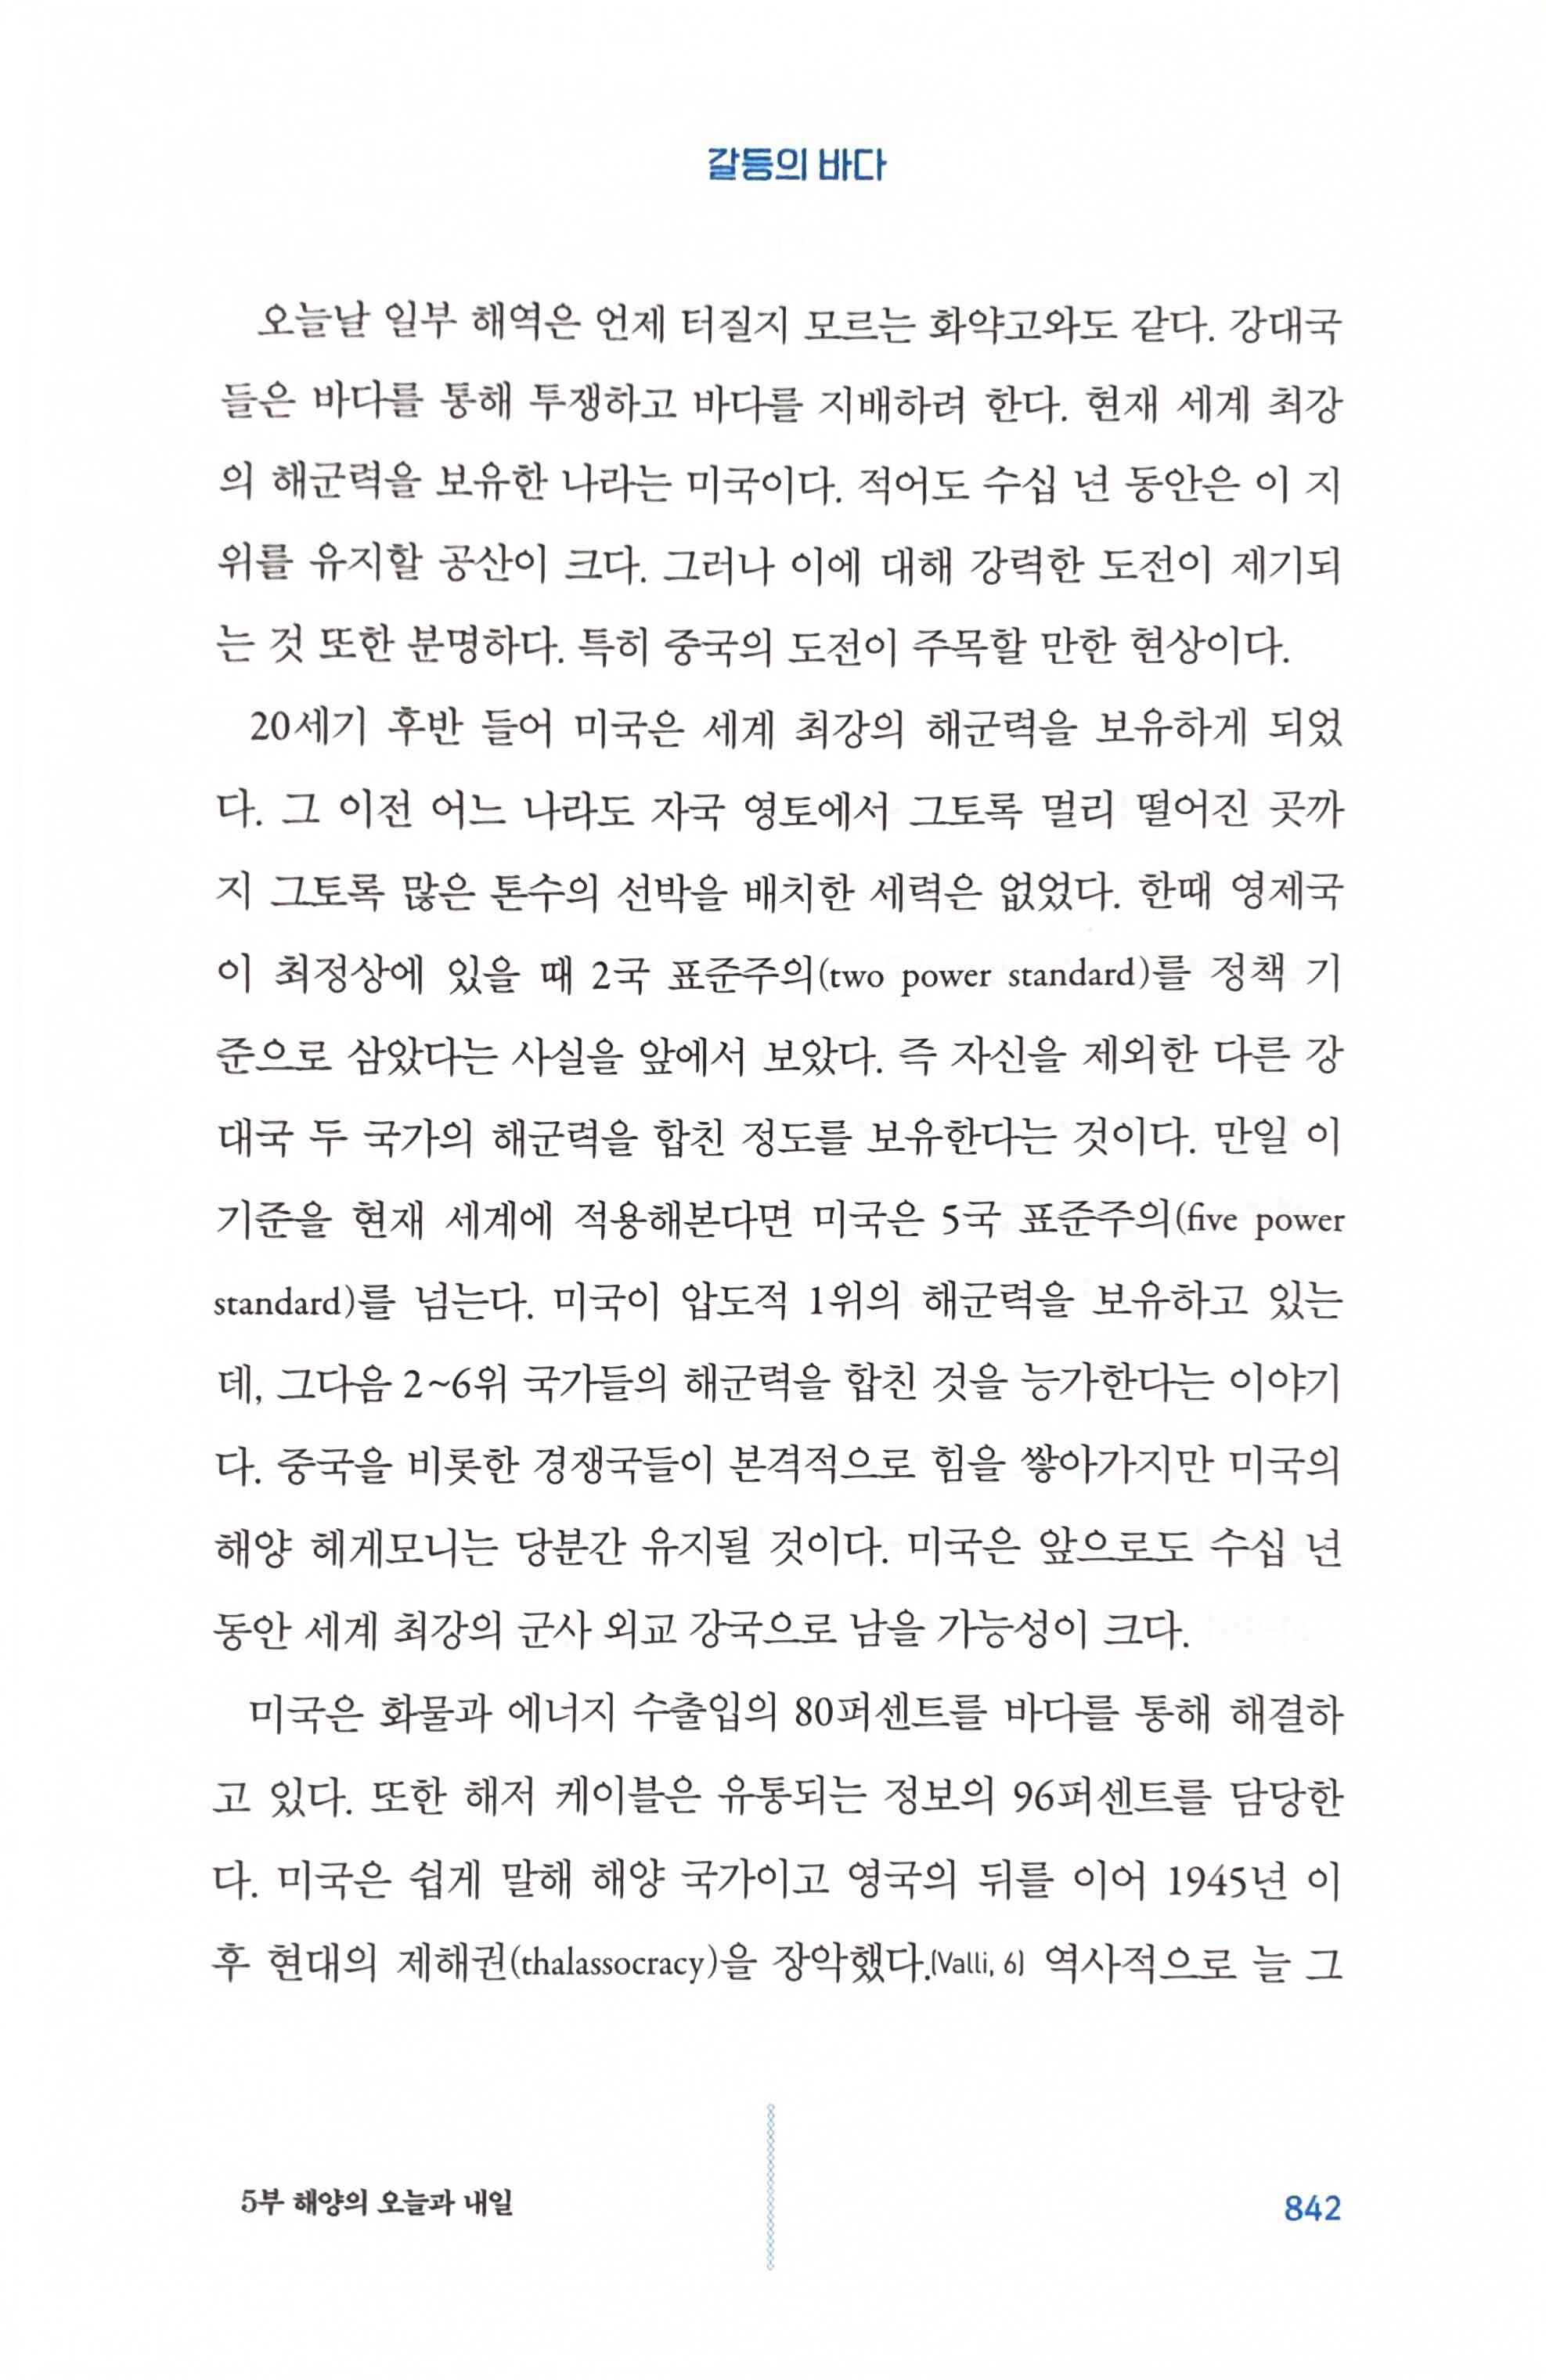 갈등의 바다
오늘날 일부 해역은 언제 터질지 모르는 화약고와도 같다. 강대국
들은 바다를 통해 투쟁하고 바다를 지배하려 한다. 현재 세계 최강
의 해군력을 보유한 나라는 미국이다. 적어도 수십 년 동안은 이 지
위를 유지할 공산이 크다. 그러나 이에 대해 강력한 도전이 제기되
는 것 또한 분명하다. 특히 중국의 도전이 주목할 만한 현상이다.
20세기 후반 들어 미국은 세계 최강의 해군력을 보유하게 되었
다. 그 이전 어느 나라도 자국 영토에서 그토록 멀리 떨어진 곳까
지 그토록 많은 톤수의 선박을 배치한 세력은 없었다. 한때 영제국
이 최정상에 있을 때 2국 표준주의(two power standard)를 정책 기
준으로 삼았다는 사실을 앞에서 보았다. 즉 자신을 제외한 다른 강
대국 두 국가의 해군력을 합친 정도를 보유한다는 것이다. 만일 이
기준을 현재 세계에 적용해본다면 미국은 5국 표준주의(five power
standard)를 넘는다. 미국이 압도적 1위의 해군력을 보유하고 있는
데, 그다음 2~6위 국가들의 해군력을 합친 것을 능가한다는 이야기
다. 중국을 비롯한 경쟁국들이 본격적으로 힘을 쌓아가지만 미국의
해양 헤게모니는 당분간 유지될 것이다. 미국은 앞으로도 수십 년
동안 세계 최강의 군사 외교 강국으로 남을 가능성이 크다.
미국은 화물과 에너지 수출입의 80퍼센트를 바다를 통해 해결하
고 있다. 또한 해저 케이블은 유통되는 정보의 96퍼센트를 담당한
다. 미국은 쉽게 말해 해양 국가이고 영국의 뒤를 이어 1945년 이
후 현대의 제해권(thalassocracy)을 장악했다.(Valli, 6) 역사적으로 늘 그
5부 해양의 오늘과 내일
842